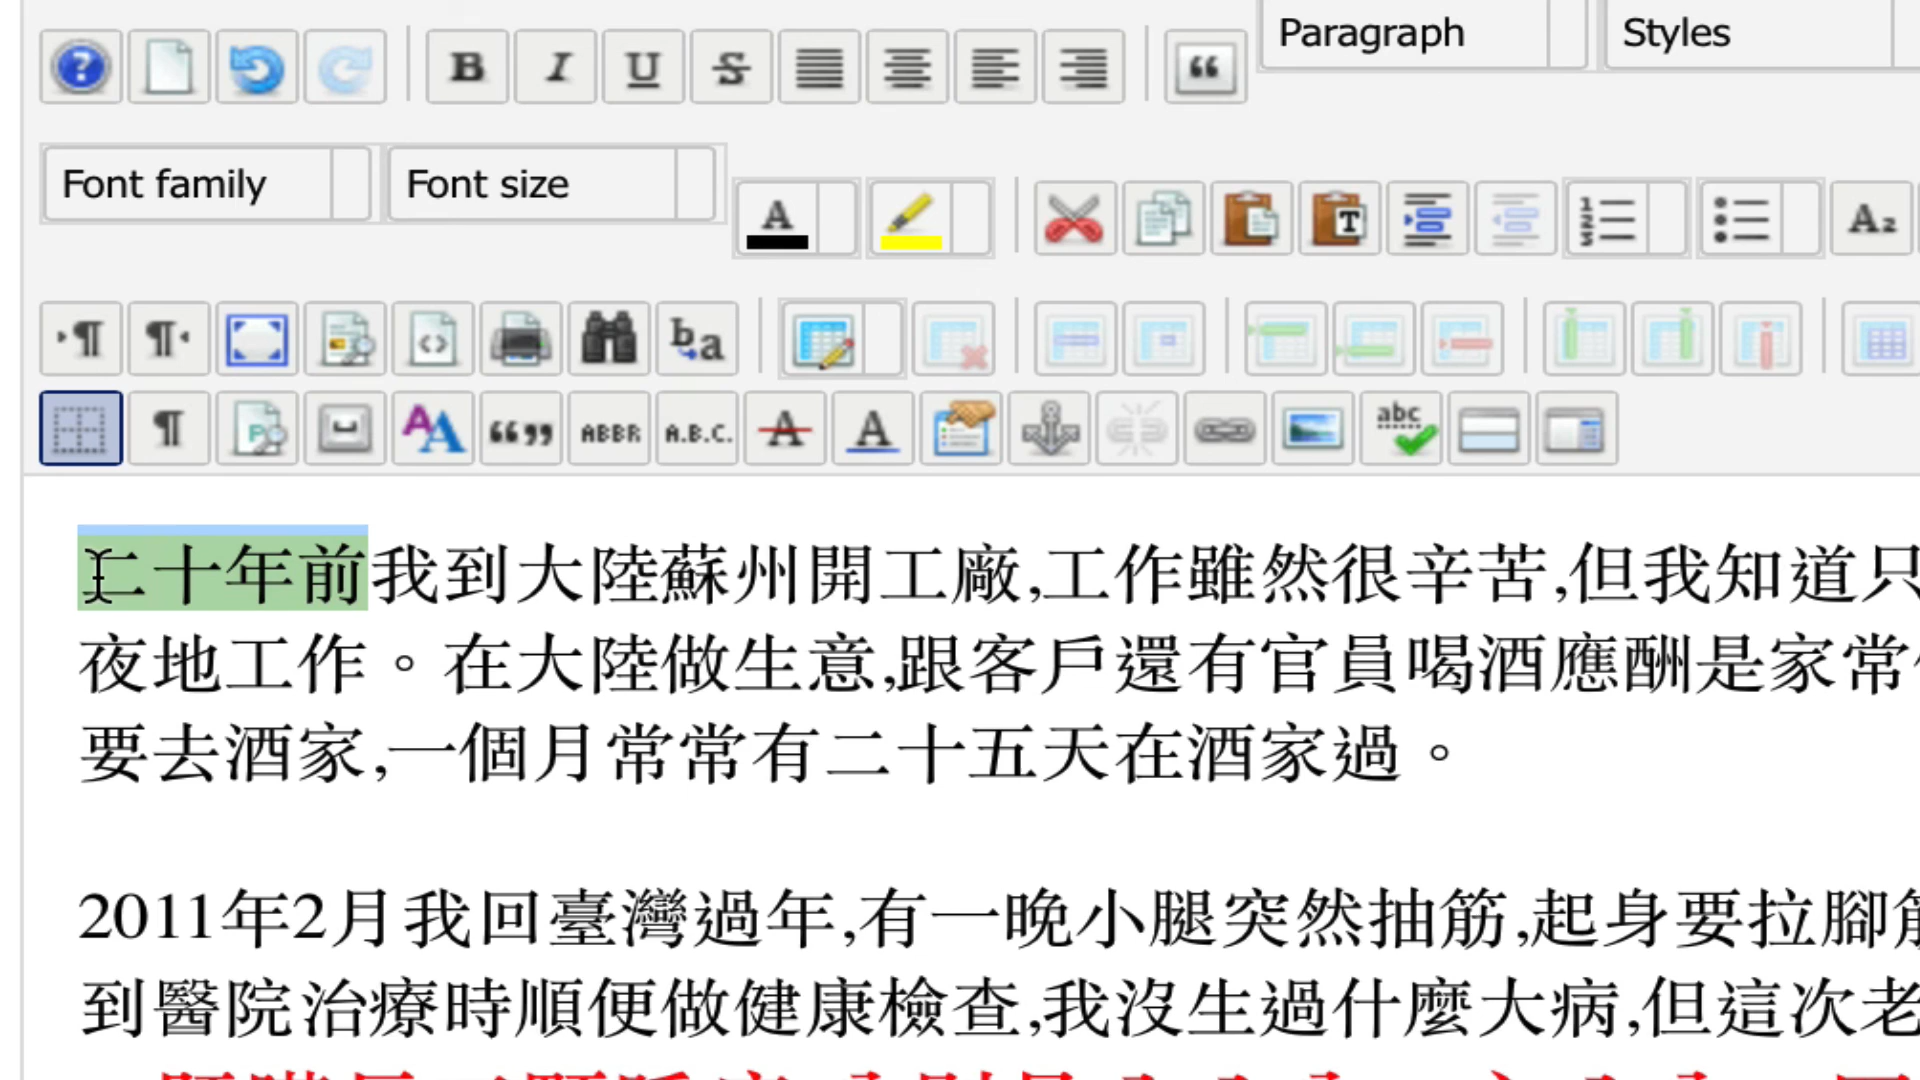 Paragraph Styles
Font family Font size
二十年前我到大陸蘇州開工廠,工作雖然很辛苦,但我知道只
夜地工作。在大陸做生意,跟客戶還有官員喝酒應酬是家常
要去酒家,一個月常常有二十五天在酒家過。
2011年2月我回臺灣過年,有一晚小腿突然抽筋,起身要拉腳筋
到醫院治療時順便做健康檢查,我沒生過什麼大病,但這次老